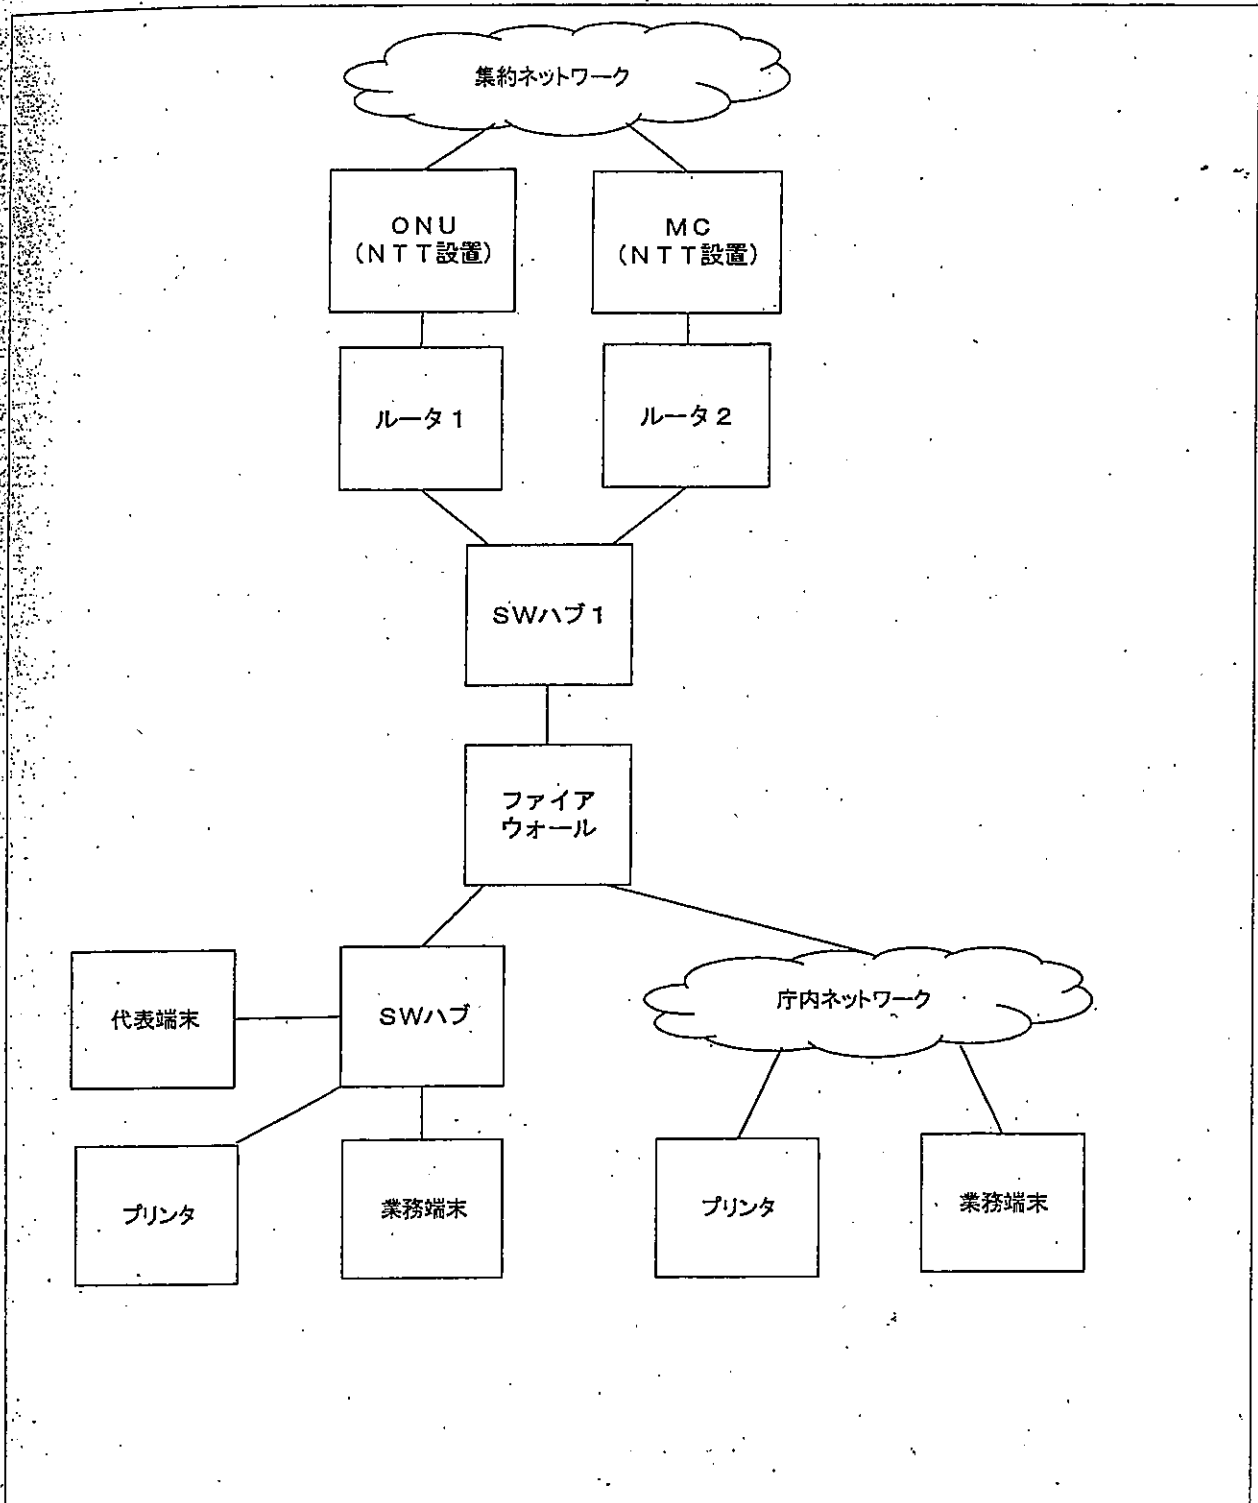 集約ネットワーク
ONU
(NTT設置)
MC
(NTT設置)
ルータ1
ルータ2
SWハブ1
ファイア
ウォール
代表端末
SWハブ
庁内ネットワーク
プリンタ
業務端末
プリンタ
業務端末